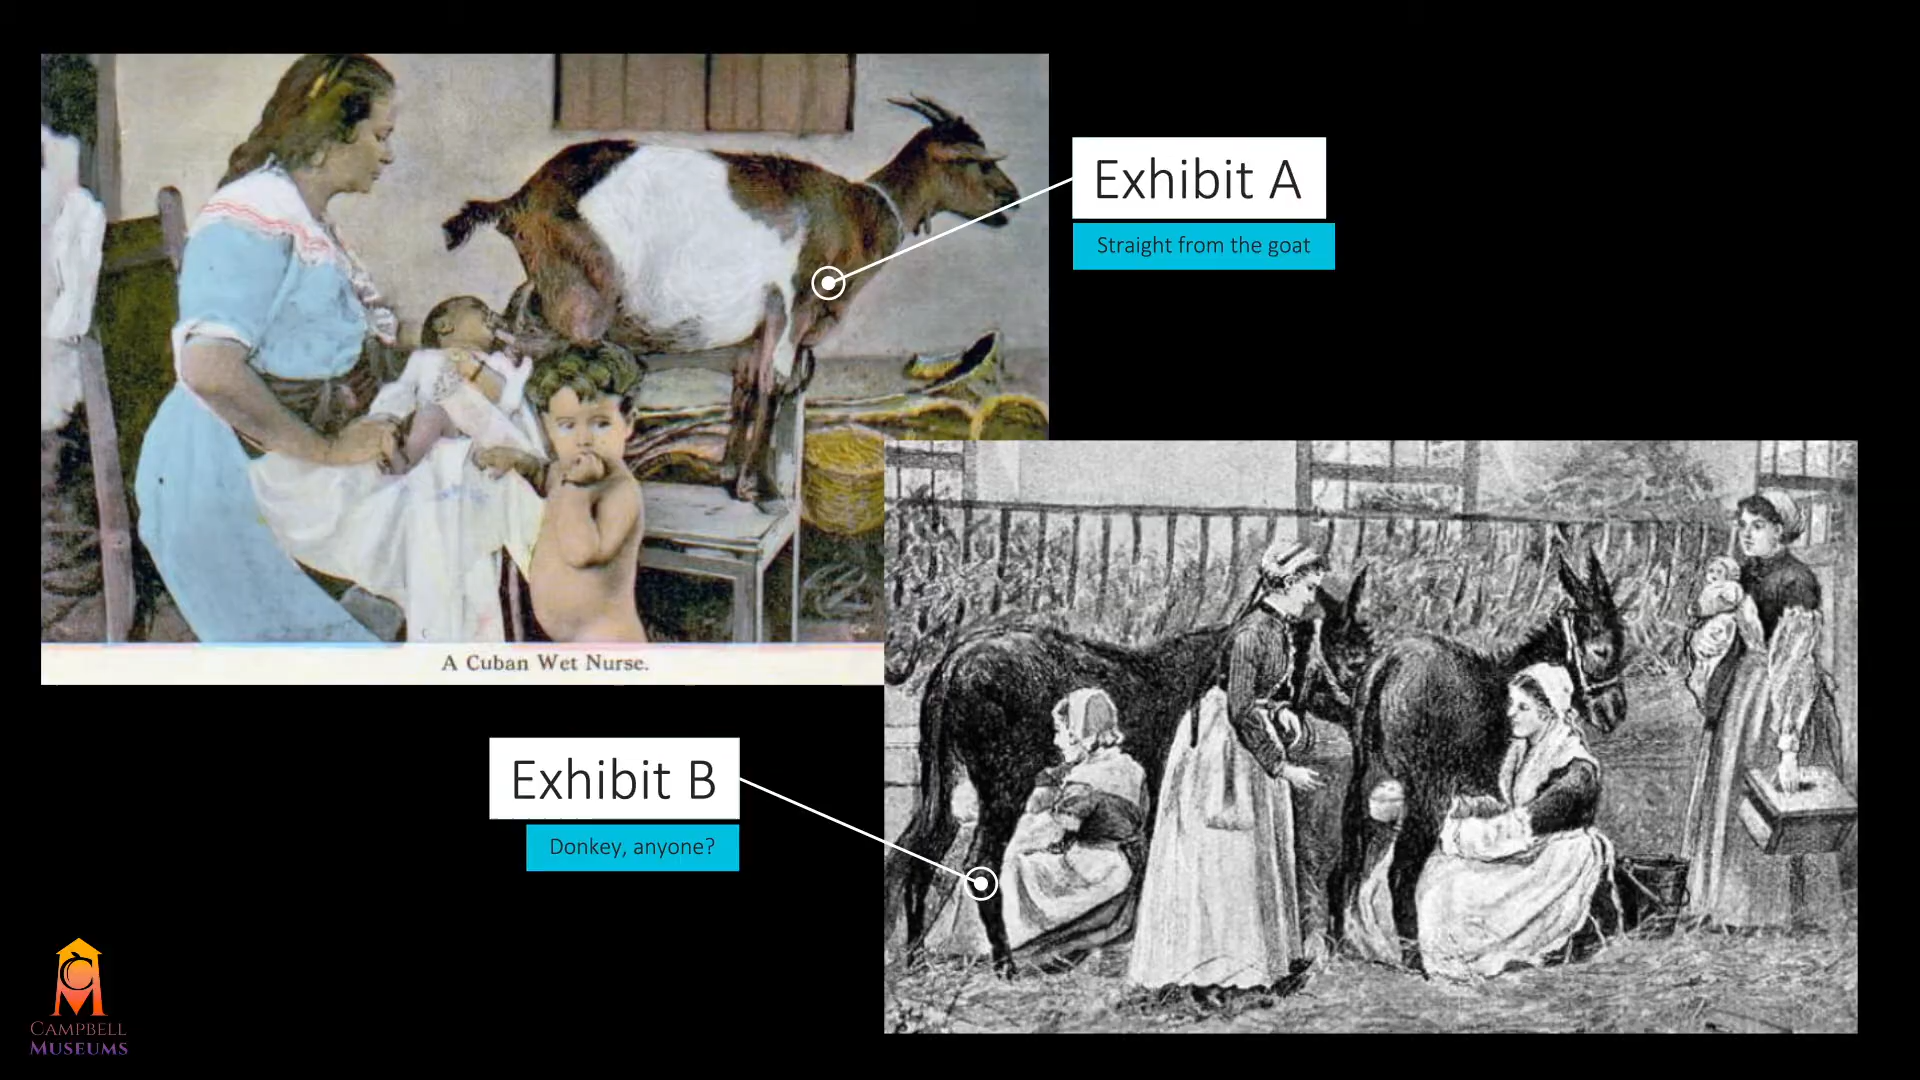 Exhibit A
Straight from the goat
A Cuban Wet Nurse.
Exhibit B
Donkey, anyone?
CAMPBELL
MUSEUMS